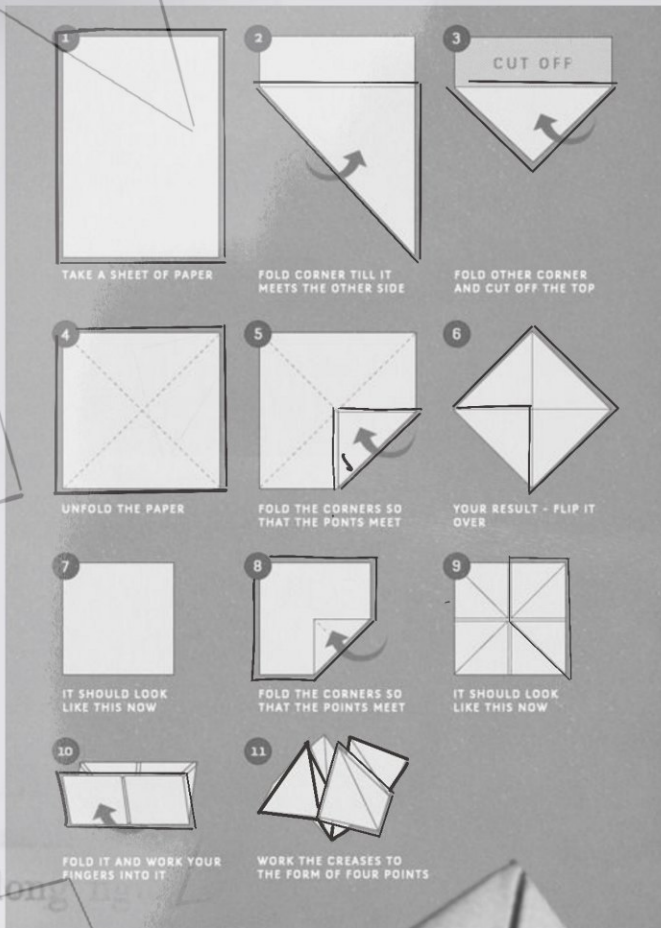 1
TAKE A SHEET OF PAPER
2
FOLD CORNER TILL IT
MEETS THE OTHER SIDE
3
CUT OFF
FOLD OTHER CORNER
AND CUT OFF THE TOP
4
UNFOLD THE PAPER
5
FOLD THE CORNERS SO
THAT THE PONTS MEET
6
YOUR RESULT - FLIP IT
OVER
7
IT SHOULD LOOK
LIKE THIS NOW
8
FOLD THE CORNERS SO
THAT THE POINTS MEET
9
IT SHOULD LOOK
LIKE THIS NOW
10
FOLD IT AND WORK YOUR
FINGERS INTO IT
11
WORK THE CREASES TO
THE FORM OF FOUR POINTS